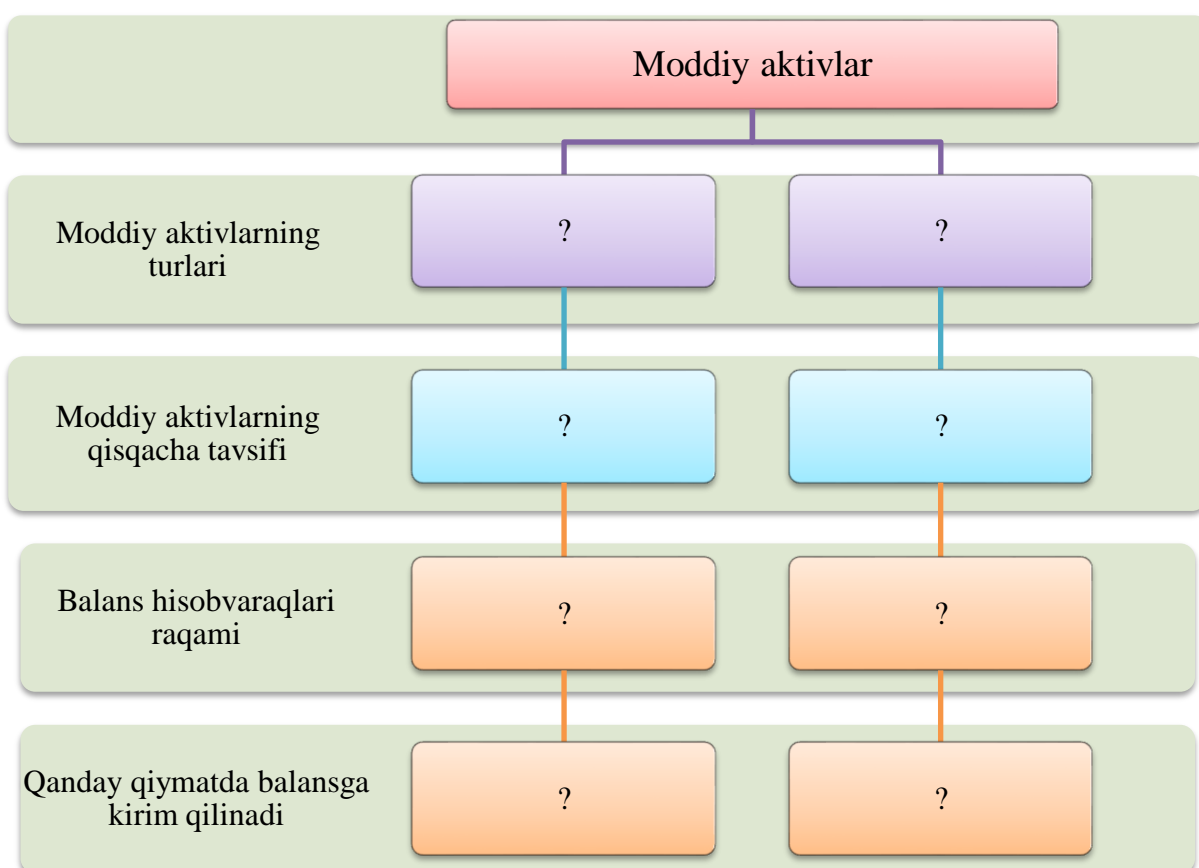 Moddiy aktivlar
Moddiy aktivlarning
turlari
?
?
Moddiy aktivlarning
qisqacha tavsifi
?
?
Balans hisobvaraqlari
raqami
?
?
Qanday qiymatda balansga
kirim qilinadi
?
?